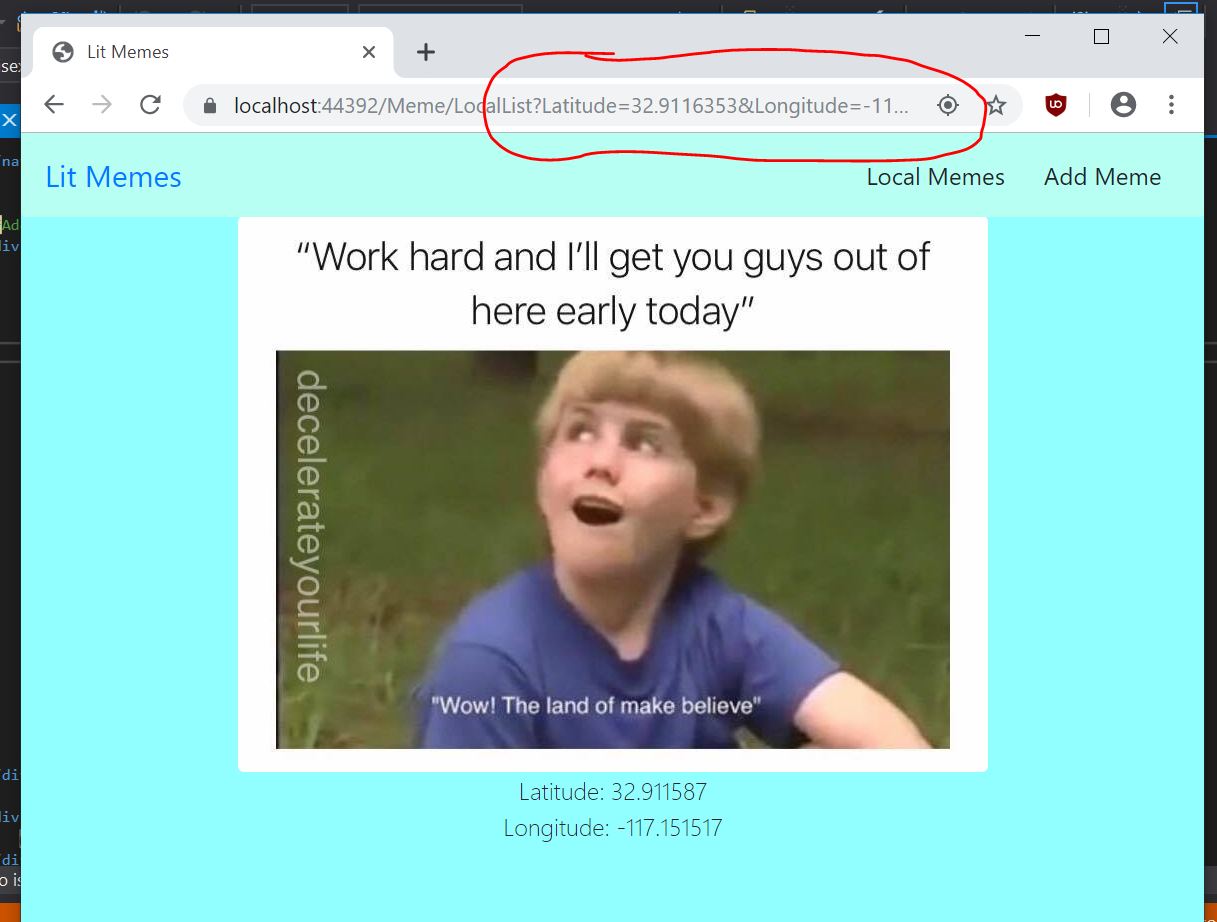 Lit Memes
localhost:44392/Meme/LocalList?Latitude=32.9116353&Longitude=-11...
Lit Memes
Local Memes
Add Meme
“Work hard and I’ll get you guys out of
here early today”
decelerateyourlife
"Wow! The land of make believe"
Latitude: 32.911587
Longitude: -117.151517